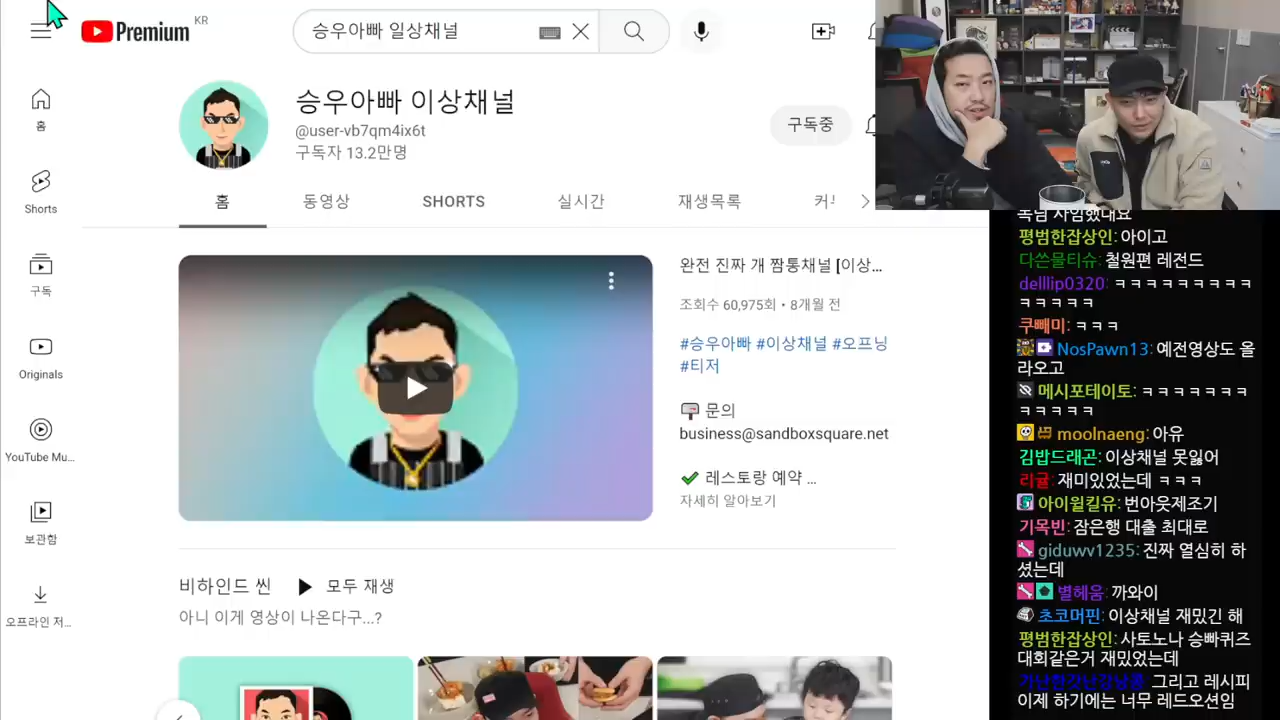 Premium KR
승우아빠 일상채널
승우아빠 이상채널
@user-vb7qm4ix6t
구독자 13.2만명
구독중
홈
동영상
SHORTS
실시간
재생목록
홈
Shorts
구독
Originals
YouTube Mu...
보관함
오프라인 저...
완전 진짜 개 짬통채널 [이상...
조회수 60,975회 • 8개월 전
#승우아빠 #이상채널 #오프닝
#티저
문의
business@sandboxsquare.net
레스토랑 예약 ...
자세히 알아보기
비하인드 씬 ▶ 모두 재생
아니 이게 영상이 나온다구...?
사임했대요
평범한잡상인: 아이고
다쓴물티슈: 철원편 레전드
delllip0320: ㅋㅋㅋㅋㅋㅋㅋㅋㅋ
ㅋㅋㅋㅋㅋ
쿠빼미: ㅋㅋㅋ
NosPawn13: 예전영상도 올
라오고
메시포테이토: ㅋㅋㅋㅋㅋㅋㅋ
ㅋㅋㅋㅋㅋ
moolnaeng: 아유
김밥드래곤: 이상채널 못잃어
리귤: 재미있었는데 ㅋㅋㅋ
아이윌킬유: 번아웃제조기
기목빈: 잠은행 대출 최대로
giduwv1235: 진짜 열심히 하
셨는데
별헤움: 까와이
초코머핀: 이상채널 재밌긴 해
평범한잡상인: 사토노나 승빠퀴즈
대회같은거 재밌었는데
그리고 레시피
이제 하기에는 너무 레드오션임